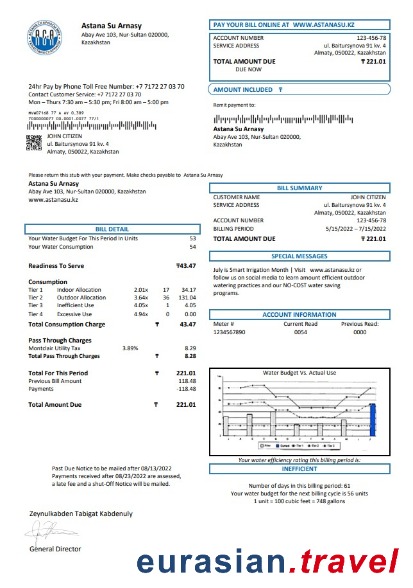 Astana Su Arnasy
Abay Ave 103, Nur-Sultan 020000,
Kazakhstan
PAY YOUR BILL ONLINE AT WWW.ASTANASU.KZ
ACCOUNT NUMBER 123-456-78
SERVICE ADDRESS ul. Baitursynova 91 kv. 4
Almaty, 050022, Kazakhstan
TOTAL AMOUNT DUE ₸ 221.01
DUE NOW
AMOUNT INCLUDED ₸
24hr Pay by Phone Toll Free Number: +7 7172 27 03 70
Contact Customer Service: +7 7172 27 03 70
Mon – Thurs 7:30 am – 5:30 pm; Fri 8:00 am – 5:00 pm
Remit payment to:
Astana Su Arnasy
Abay Ave 103, Nur-Sultan 020000,
Kazakhstan
JOHN CITIZEN
ul. Baitursynova 91 kv. 4
Almaty, 050022, Kazakhstan
Please return this stub with your payment. Make checks payable to Astana Su Arnasy
Astana Su Arnasy
Abay Ave 103, Nur-Sultan 020000, Kazakhstan
www.astanasu.kz
BILL SUMMARY
CUSTOMER NAME JOHN CITIZEN
SERVICE ADDRESS ul. Baitursynova 91 kv. 4
Almaty, 050022, Kazakhstan
ACCOUNT NUMBER 123-456-78
BILLING PERIOD 5/15/2022 – 7/15/2022
TOTAL AMOUNT DUE ₸ 221.01
BILL DETAIL
Your Water Budget For This Period in Units 53
Your Water Consumption 54
Readiness To Serve ₸43.47
Consumption
Tier 1 Indoor Allocation 2.01x 17 34.17
Tier 2 Outdoor Allocation 3.64x 36 131.04
Tier 3 Inefficient Use 4.05x 1 4.05
Tier 4 Excessive Use 4.94x 0 0.00
Total Consumption Charge ₸ 43.47
Pass Through Charges
Montclair Utility Tax 3.89% 8.29
Total Pass Through Charges ₸ 8.28
Total For This Period ₸ 221.01
Previous Bill Amount 118.48
Payments 118.48
Total Amount Due ₸ 221.01
SPECIAL MESSAGES
July is Smart Irrigation Month | Visit www.astanasu.kz or
follow us on social media to learn amount efficient outdoor
watering practices and our NO-COST water saving
programs.
ACCOUNT INFORMATION
Meter # Current Read Previous Read:
1234567890 0054 0000
Water Budget Vs. Actual Use
Your water efficiency rating this billing period is:
INEFFICIENT
Number of days in this billing period: 61
Your water budget for the next billing cycle is 56 units
1 unit = 100 cubic feet = 748 gallons
Past Due Notice to be mailed after 08/13/2022
Payments received after 08/23/2022 are assessed,
a late fee and a shut-Off Notice will be mailed.
Zeynulkabden Tabigat Kabdenuly
General Director
eurasian.travel